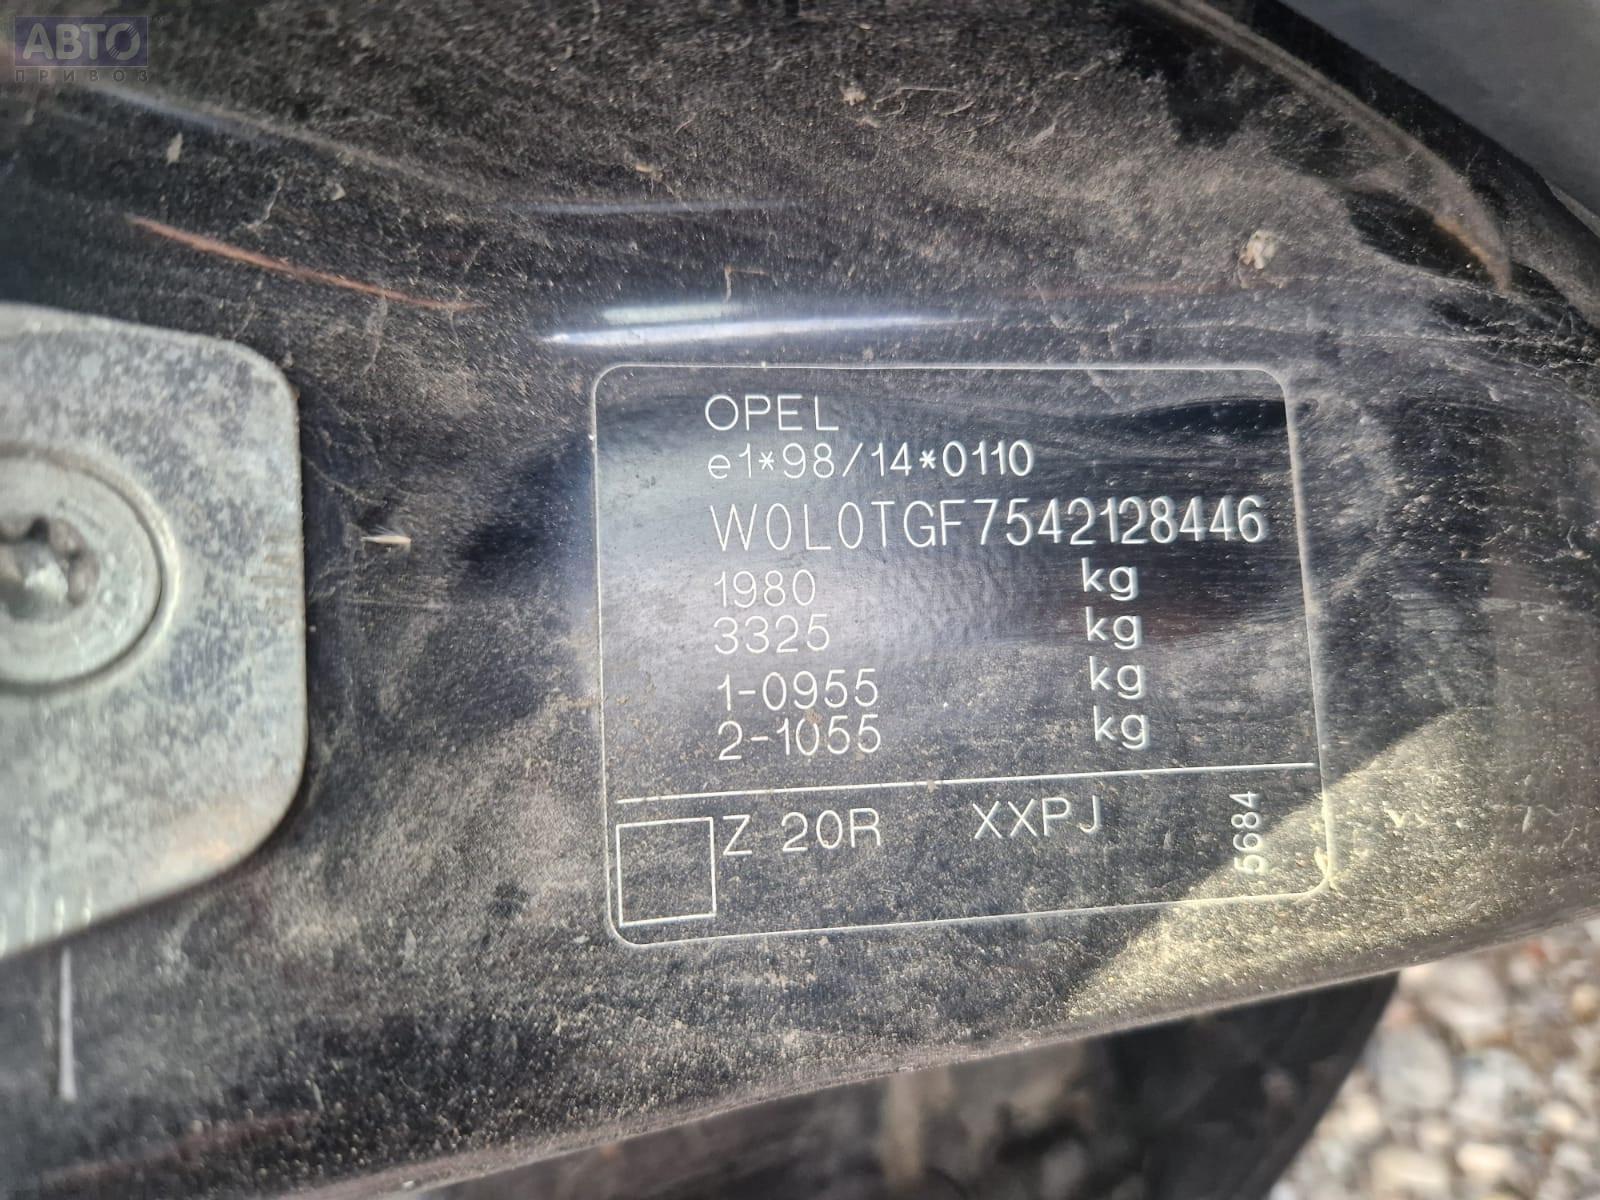 АВТО
ПРИВОЗ
OPEL
e1*98/14*0110
W0L0TGF7542128446
1980 kg
3325 kg
1-0955 kg
2-1055 kg
Z 20R XXPJ
5684